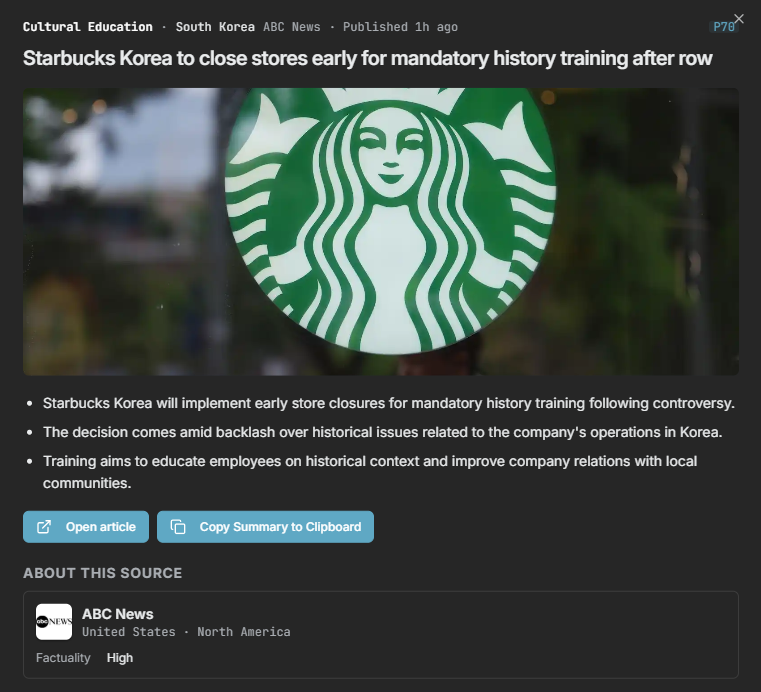 Cultural Education · South Korea ABC News · Published 1h ago
P70
Starbucks Korea to close stores early for mandatory history training after row
Starbucks Korea will implement early store closures for mandatory history training following controversy.
The decision comes amid backlash over historical issues related to the company's operations in Korea.
Training aims to educate employees on historical context and improve company relations with local
communities.
Open article
Copy Summary to Clipboard
ABOUT THIS SOURCE
abc NEWS
ABC News
United States · North America
Factuality High